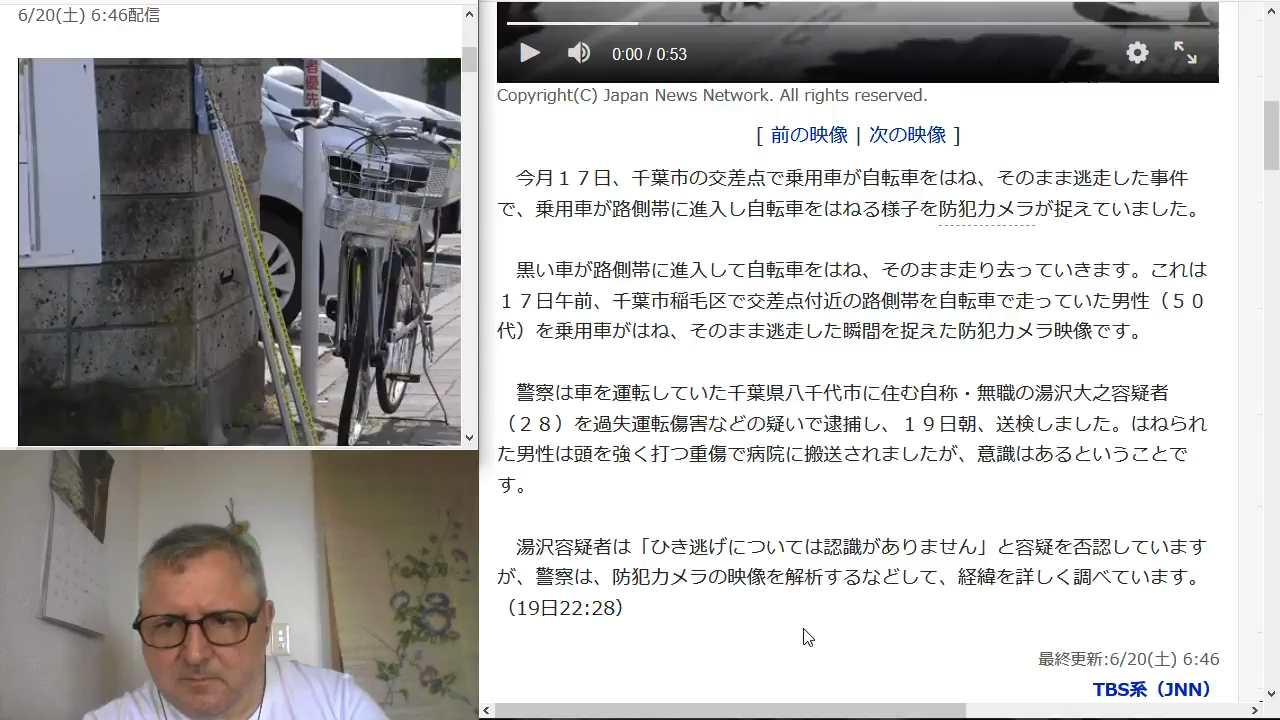 6/20(土) 6:46配信
者優先
0:00 / 0:53
Copyright(C) Japan News Network. All rights reserved.
[ 前の映像 | 次の映像 ]
今月１７日、千葉市の交差点で乗用車が自転車をはね、そのまま逃走した事件
で、乗用車が路側帯に進入し自転車をはねる様子を防犯カメラが捉えていました。
黒い車が路側帯に進入して自転車をはね、そのまま走り去っていきます。これは
１７日午前、千葉市稲毛区で交差点付近の路側帯を自転車で走っていた男性（５０
代）を乗用車がはね、そのまま逃走した瞬間を捉えた防犯カメラ映像です。
警察は車を運転していた千葉県八千代市に住む自称・無職の湯沢大之容疑者
（２８）を過失運転傷害などの疑いで逮捕し、１９日朝、送検しました。はねられ
た男性は頭を強く打つ重傷で病院に搬送されましたが、意識はあるということで
す。
湯沢容疑者は「ひき逃げについては認識がありません」と容疑を否認しています
が、警察は、防犯カメラの映像を解析するなどして、経緯を詳しく調べています。
（19日22:28）
最終更新:6/20(土) 6:46
TBS系（JNN）